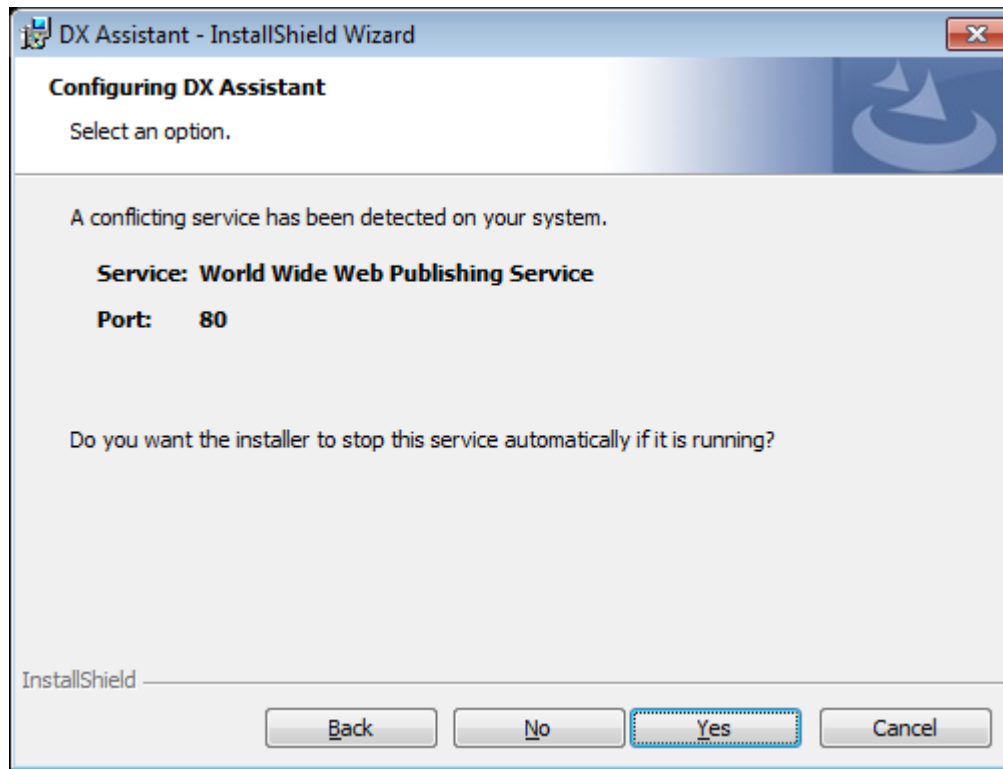 DX Assistant - InstallShield Wizard
Configuring DX Assistant
Select an option.
A conflicting service has been detected on your system.
Service: World Wide Web Publishing Service
Port: 80
Do you want the installer to stop this service automatically if it is running?
InstallShield
Back No Yes Cancel